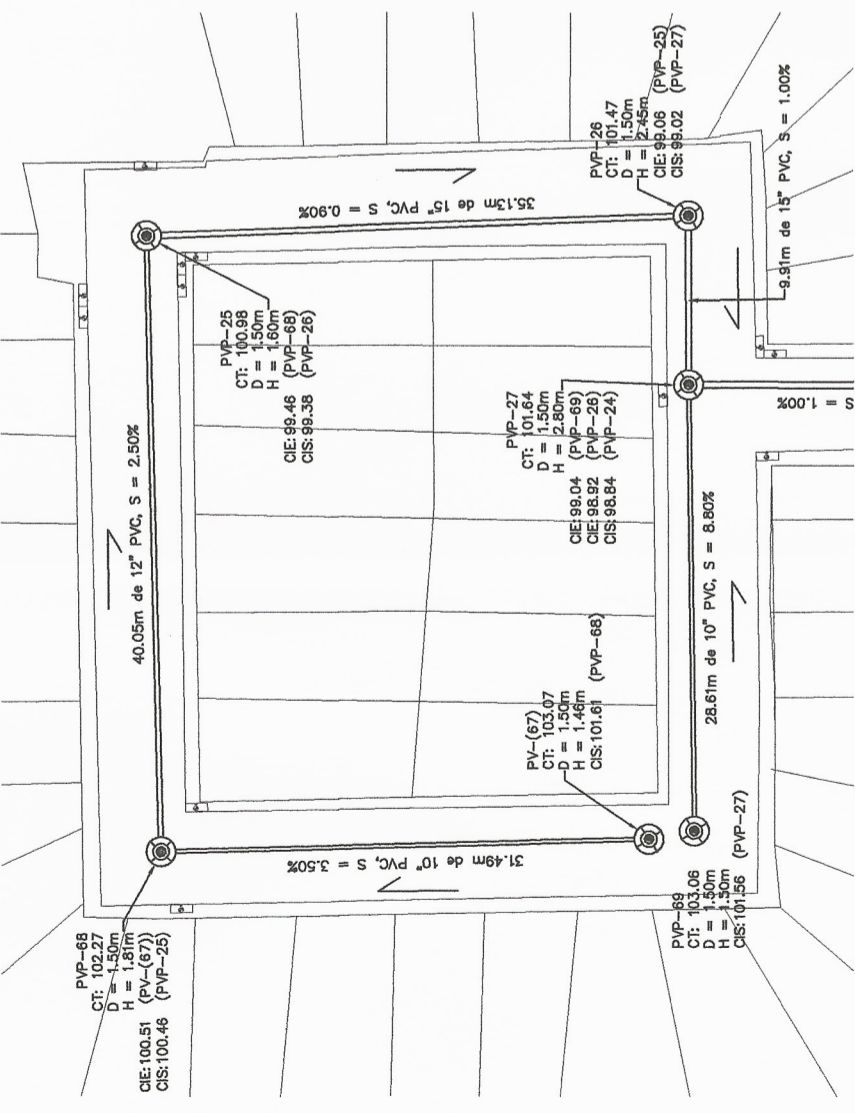 PVP-68
CT: 102.27
D = 1.50m
H = 1.81m
CIE:100.51 (PV-(67))
CIS:100.46 (PVP-25)
40.05m de 12" PVC, S = 2.50%
PVP-25
CT: 100.98
D = 1.50m
H = 1.60m
CIE:99.46 (PVP-68)
CIS:99.38 (PVP-26)
35.13m de 15" PVC, S = 0.90%
PVP-26
CT: 101.47
D = 1.50m
H = 2.45m
CIE:99.06 (PVP-25)
CIS:99.02 (PVP-27)
9.91m de 15" PVC, S = 1.00%
PVP-27
CT: 101.64
D = 1.50m
H = 2.80m
CIE:99.04 (PVP-69)
CIE:98.92 (PVP-26)
CIS:98.84 (PVP-24)
S = 1.00%
31.49m de 10" PVC, S = 3.50%
PV-(67)
CT: 103.07
D = 1.50m
H = 1.46m
CIS:101.61 (PVP-68)
28.61m de 10" PVC, S = 8.80%
PVP-69
CT: 103.06
D = 1.50m
H = 1.50m
CIS:101.56 (PVP-27)